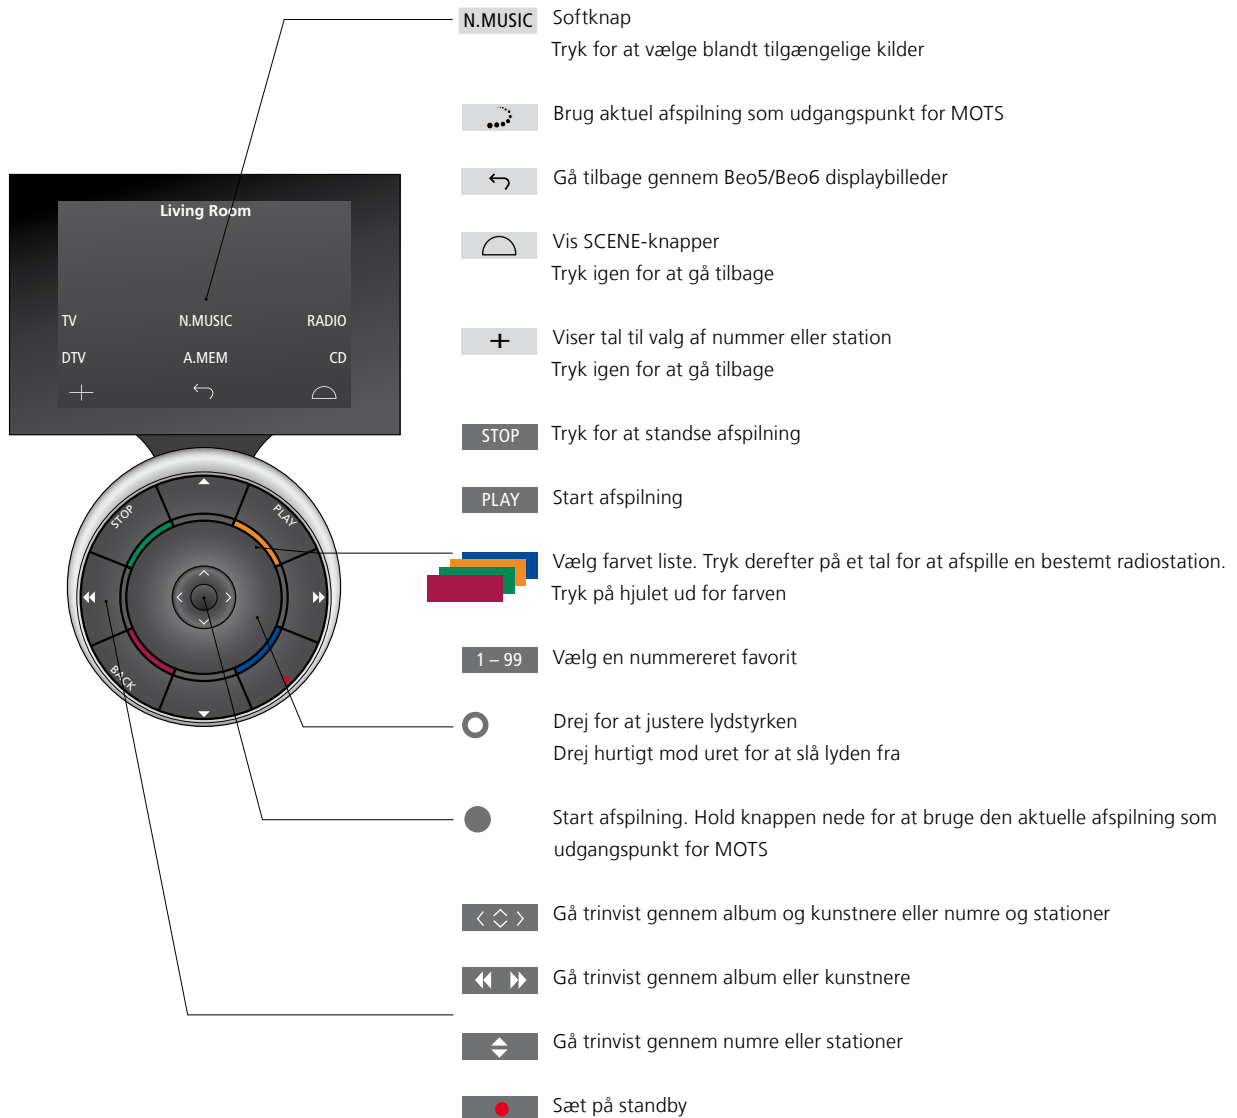 N.MUSIC Softknap
Tryk for at vælge blandt tilgængelige kilder
Brug aktuel afspilning som udgangspunkt for MOTS
Gå tilbage gennem Beo5/Beo6 displaybilleder
Living Room
Vis SCENE-knapper
Tryk igen for at gå tilbage
TV N.MUSIC RADIO
DTV A.MEM CD
+ Viser tal til valg af nummer eller station
Tryk igen for at gå tilbage
STOP Tryk for at standse afspilning
PLAY Start afspilning
STOP
PLAY
BACK
Vælg farvet liste. Tryk derefter på et tal for at afspille en bestemt radiostation.
Tryk på hjulet ud for farven
1 – 99 Vælg en nummereret favorit
Drej for at justere lydstyrken
Drej hurtigt mod uret for at slå lyden fra
Start afspilning. Hold knappen nede for at bruge den aktuelle afspilning som
udgangspunkt for MOTS
Gå trinvist gennem album og kunstnere eller numre og stationer
Gå trinvist gennem album eller kunstnere
Gå trinvist gennem numre eller stationer
Sæt på standby